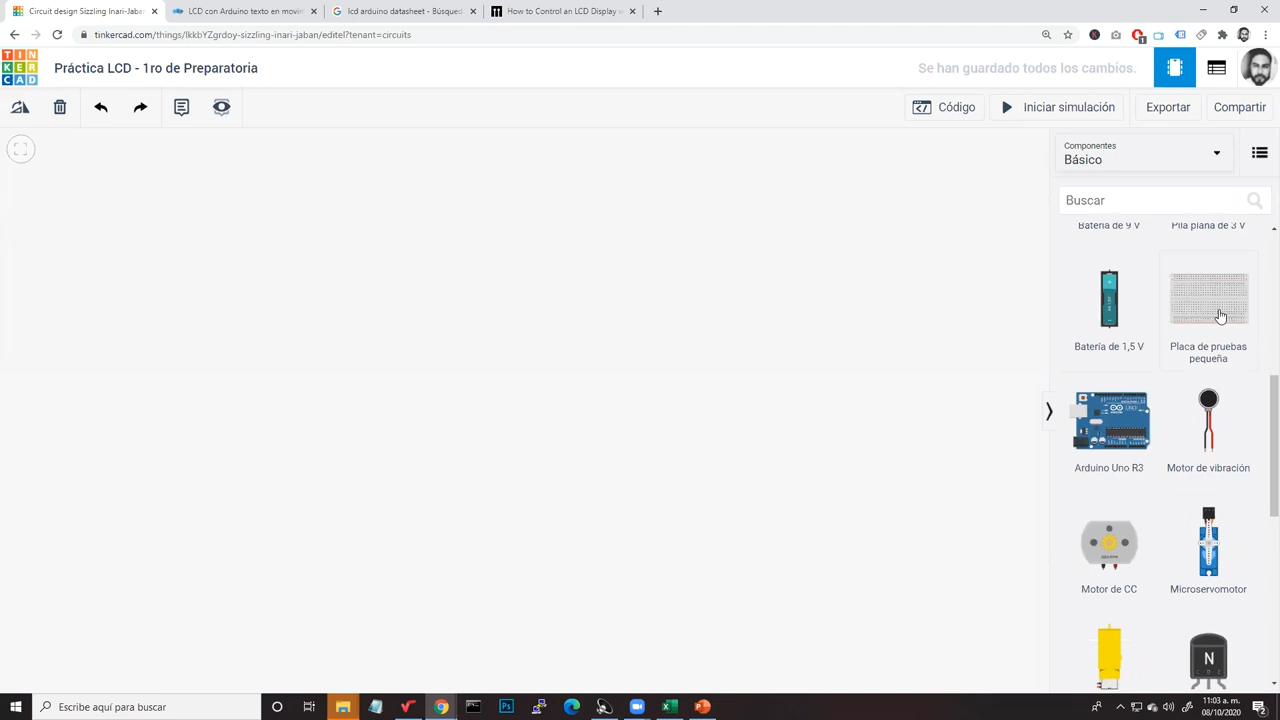 Circuit design Sizzling Inari-Jaban
LCD con Arduino texto en movim
lcd arduino datasheet - Búsqued
How to Control an LCD Display w
tinkercad.com/things/lkkbYZgrdoy-sizzling-inari-jaban/editel?tenant=circuits
1
TIN
KER
CAD
Práctica LCD - 1ro de Preparatoria
Se han guardado todos los cambios.
Código
Iniciar simulación
Exportar
Compartir
Componentes
Básico
Buscar
Batería de 9 V
Pila plana de 3 V
Batería de 1,5 V
Placa de pruebas
pequeña
Arduino Uno R3
Motor de vibración
Motor de CC
Microservomotor
N
Escribe aquí para buscar
11:03 a. m.
08/10/2020
2